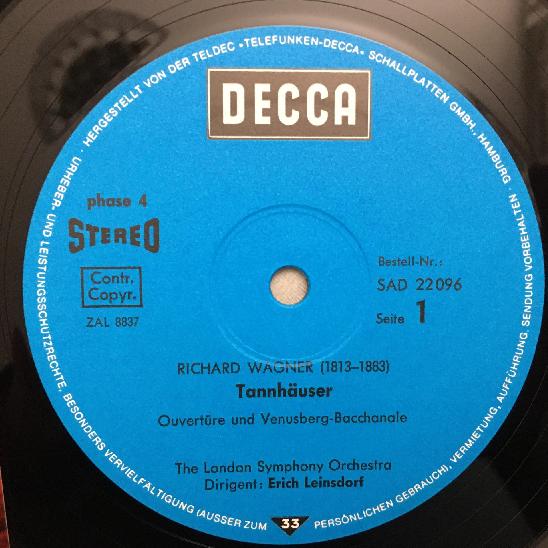 HERGESTELLT VON DER TELDEC »TELEFUNKEN-DECCA« SCHALLPLATTEN GMBH., HAMBURG · URHEBER- UND LEISTUNGSSCHUTZRECHTE, BESONDERS VERVIELFÄLTIGUNG (AUSSER ZUM PERSÖNLICHEN GEBRAUCH), VERMIETUNG, AUFFÜHRUNG, SENDUNG VORBEHALTEN ·
DECCA
phase 4
STEREO
Contr.
Copyr.
ZAL 8837
Bestell-Nr.:
SAD 22096
Seite 1
RICHARD WAGNER (1813–1883)
Tannhäuser
Ouvertüre und Venusberg-Bacchanale
The London Symphony Orchestra
Dirigent: Erich Leinsdorf
33